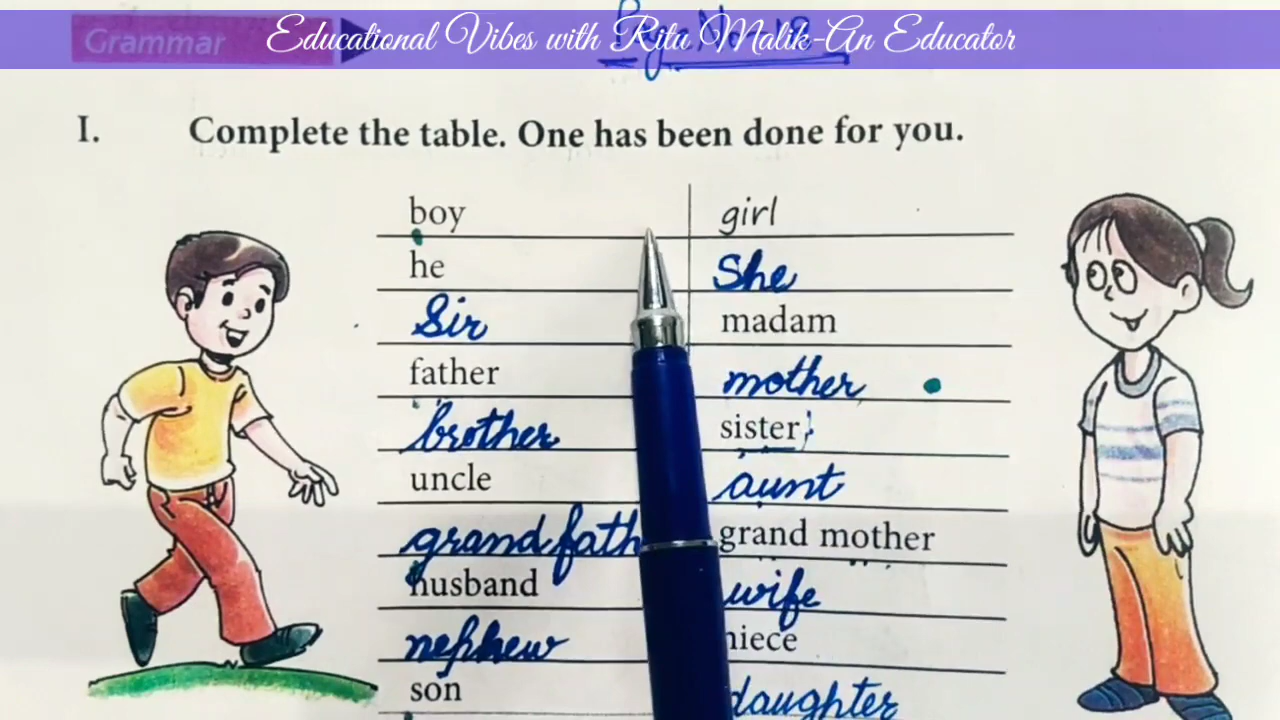 Grammar
Educational Vibes with Ritu Malik-An Educator
I. Complete the table. One has been done for you.
boy girl
he She
Sir madam
father mother
brother sister
uncle aunt
grand fath grand mother
husband wife
nephew niece
son daughter